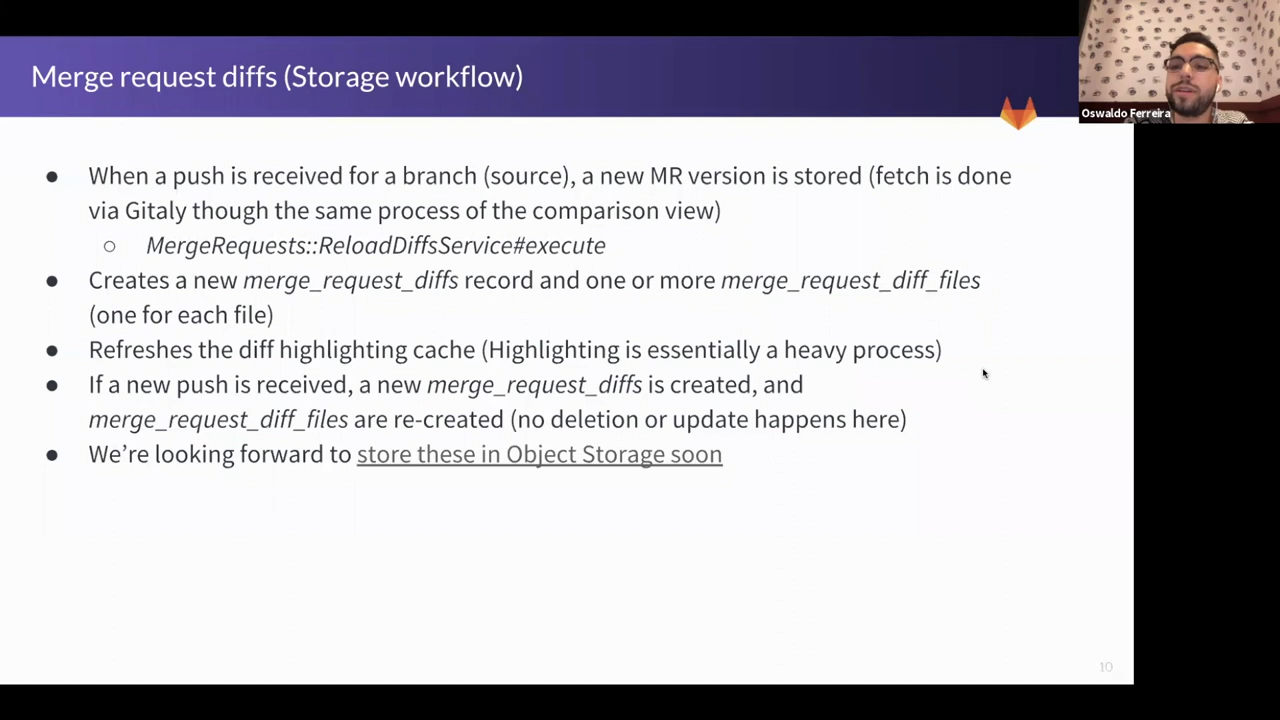 Merge request diffs (Storage workflow)
Oswaldo Ferreira
● When a push is received for a branch (source), a new MR version is stored (fetch is done
via Gitaly though the same process of the comparison view)
○ MergeRequests::ReloadDiffsService#execute
● Creates a new merge_request_diffs record and one or more merge_request_diff_files
(one for each file)
● Refreshes the diff highlighting cache (Highlighting is essentially a heavy process)
● If a new push is received, a new merge_request_diffs is created, and
merge_request_diff_files are re-created (no deletion or update happens here)
● We’re looking forward to store these in Object Storage soon
10